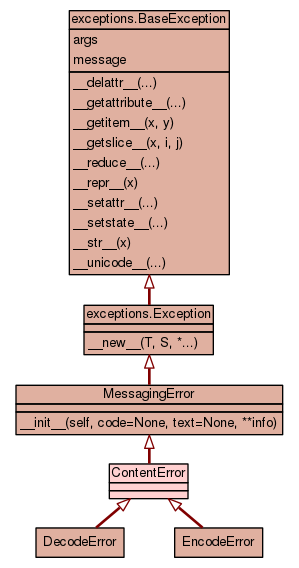 exceptions.BaseException
args
message
__delattr__(...)
__getattribute__(...)
__getitem__(x, y)
__getslice__(x, i, j)
__reduce__(...)
__repr__(x)
__setattr__(...)
__setstate__(...)
__str__(x)
__unicode__(...)
exceptions.Exception
__new__(T, S, *...)
MessagingError
__init__(self, code=None, text=None, **info)
ContentError
DecodeError
EncodeError